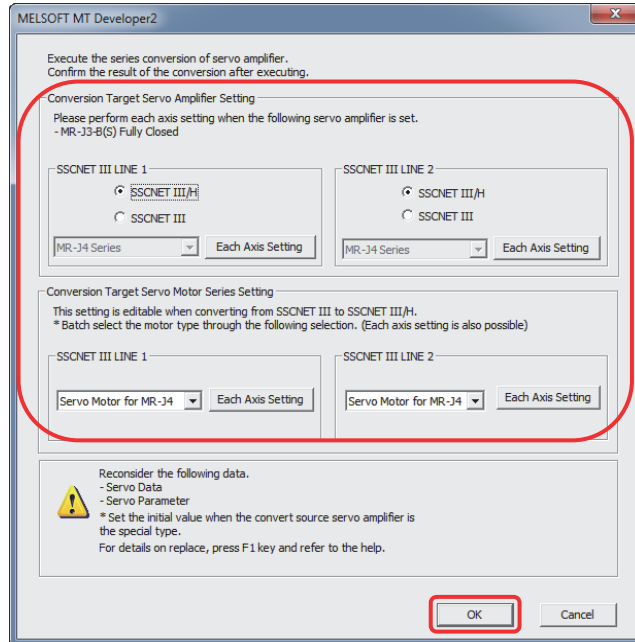 MELSOFT MT Developer2
Execute the series conversion of servo amplifier.
Confirm the result of the conversion after executing.
Conversion Target Servo Amplifier Setting
Please perform each axis setting when the following servo amplifier is set.
- MR-J3-B(S) Fully Closed
SSCNET III LINE 1
SSCNET III/H
SSCNET III
MR-J4 Series
Each Axis Setting
SSCNET III LINE 2
SSCNET III/H
SSCNET III
MR-J4 Series
Each Axis Setting
Conversion Target Servo Motor Series Setting
This setting is editable when converting from SSCNET III to SSCNET III/H.
* Batch select the motor type through the following selection. (Each axis setting is also possible)
SSCNET III LINE 1
Servo Motor for MR-J4
Each Axis Setting
SSCNET III LINE 2
Servo Motor for MR-J4
Each Axis Setting
Reconsider the following data.
- Servo Data
- Servo Parameter
* Set the initial value when the convert source servo amplifier is
the special type.
For details on replace, press F1 key and refer to the help.
OK
Cancel